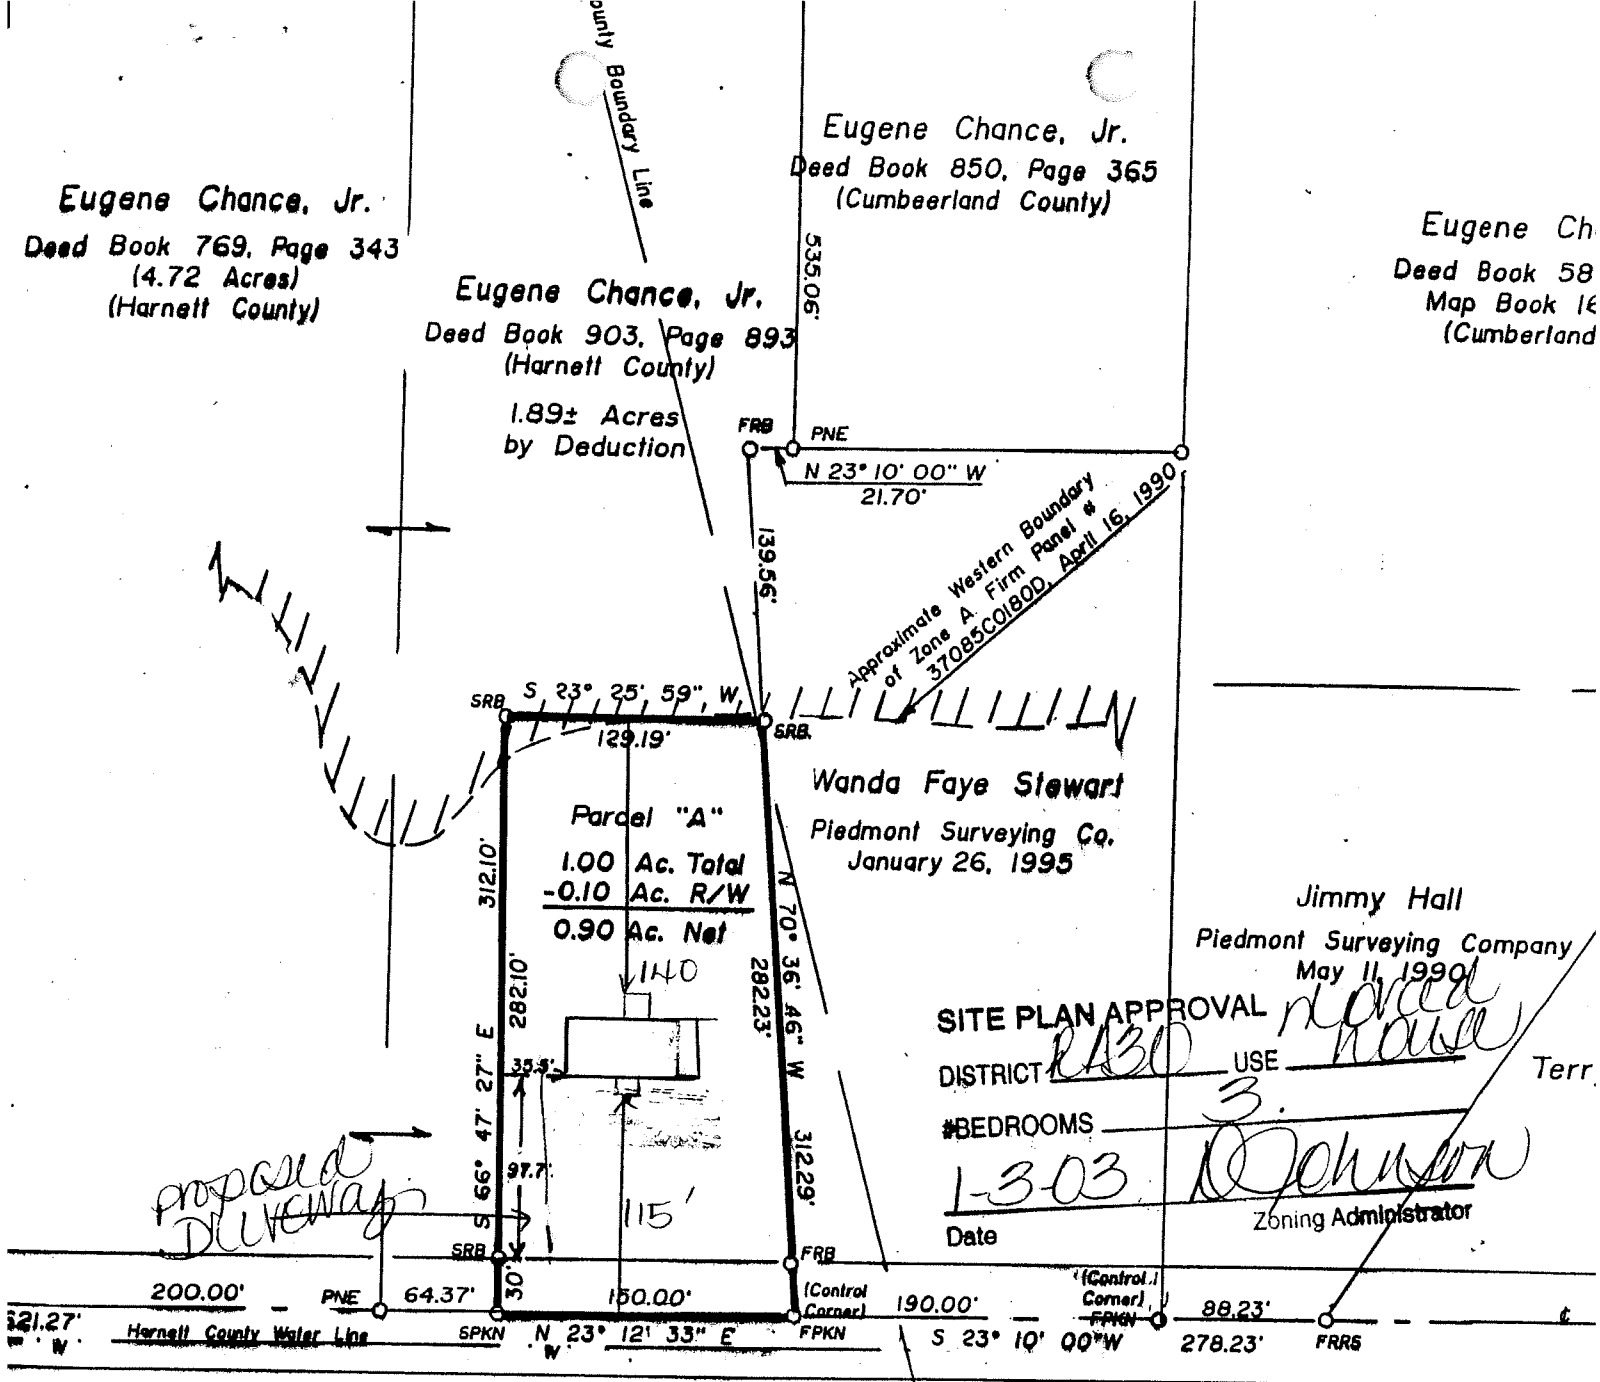 ounty Boundary Line
Eugene Chance, Jr.
Deed Book 850, Page 365
(Cumbeerland County)
Eugene Chance, Jr.
Deed Book 769, Page 343
(4.72 Acres)
(Harnett County)
535.06'
Eugene Ch
Deed Book 58
Map Book 16
(Cumberland
Eugene Chance, Jr.
Deed Book 903, Page 893
(Harnett County)
1.89± Acres
by Deduction
FRB
PNE
N 23° 10' 00" W
21.70'
139.56'
Approximate Western Boundary
of Zone A Firm Panel #
37085C0180D, April 16, 1990
SRB
S 23° 25' 59" W
129.19'
SRB.
Wanda Faye Stewart
Piedmont Surveying Co.
January 26, 1995
Parcel "A"
1.00 Ac. Total
-0.10 Ac. R/W
0.90 Ac. Net
312.10'
282.10'
S 66° 47' 27" E
N 70° 36' 46" W
282.23'
312.29'
140
35.5'
97.7'
115'
Jimmy Hall
Piedmont Surveying Company
May 11, 1990
SITE PLAN APPROVAL moved
DISTRICT RA30 USE house
#BEDROOMS 3
1-3-03 D Johnson
Date Zoning Administrator
Terr
proposed
Driveway
SRB
30'
FRB
200.00'
PNE
64.37'
150.00'
(Control
Corner)
190.00'
(Control
Corner)
FPKN
88.23'
521.27'
W
Harnett County Water Line
SPKN
N 23° 12' 33" E
W
FPKN
S 23° 10' 00" W
278.23'
FRRS